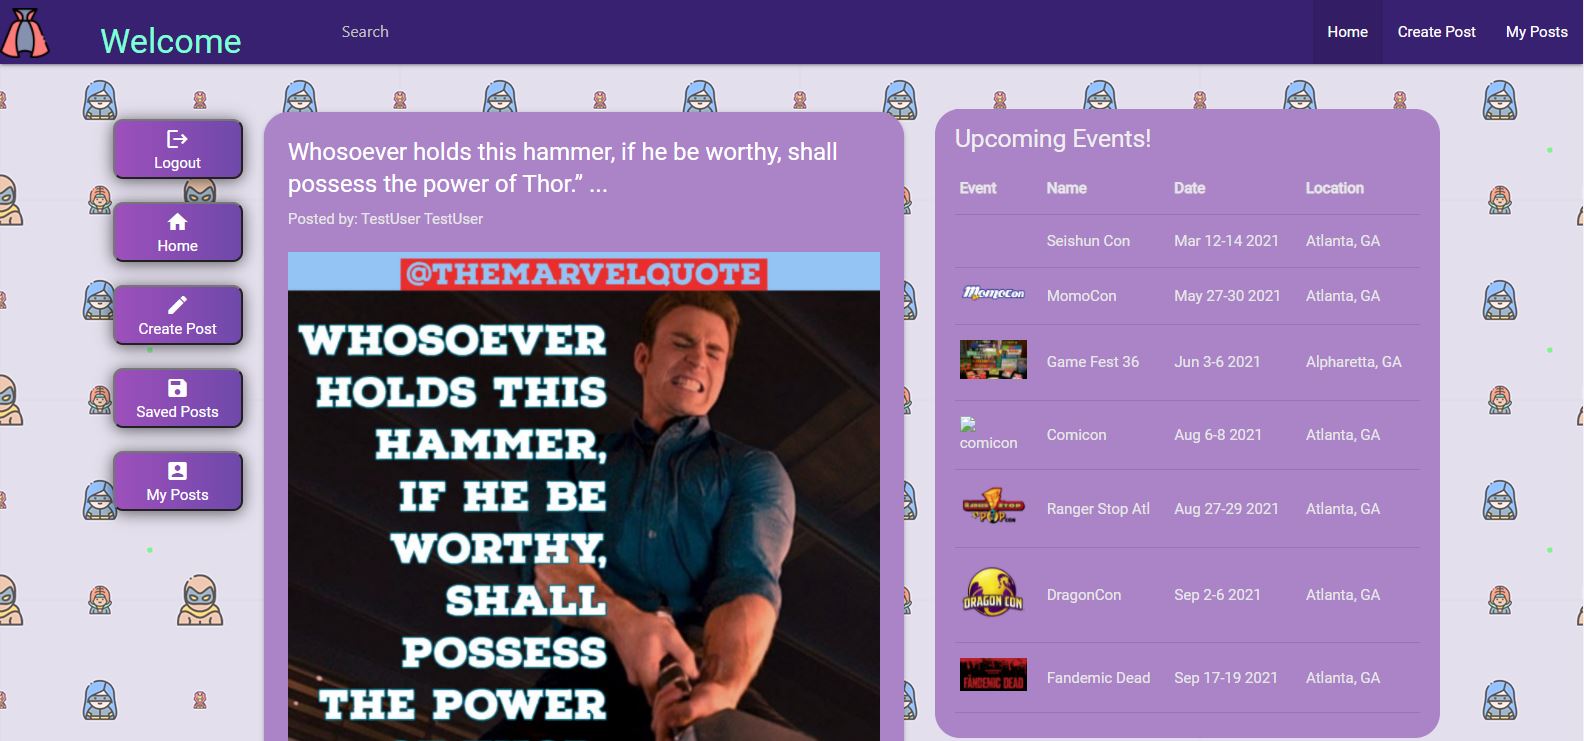 Welcome
Search
Home
Create Post
My Posts
Logout
Home
Create Post
Saved Posts
My Posts
Whosoever holds this hammer, if he be worthy, shall
possess the power of Thor.” ...
Posted by: TestUser TestUser
@THEMARVELQUOTE
WHOSOEVER
HOLDS THIS
HAMMER,
IF HE BE
WORTHY,
SHALL
POSSESS
THE POWER
Upcoming Events!
Event Name Date Location
Seishun Con Mar 12-14 2021 Atlanta, GA
MomoCon MomoCon May 27-30 2021 Atlanta, GA
Game Fest 36 Jun 3-6 2021 Alpharetta, GA
comicon Comicon Aug 6-8 2021 Atlanta, GA
RANGER STOP
POP
CON
Ranger Stop Atl Aug 27-29 2021 Atlanta, GA
DRAGON CON DragonCon Sep 2-6 2021 Atlanta, GA
FANDEMIC DEAD Fandemic Dead Sep 17-19 2021 Atlanta, GA